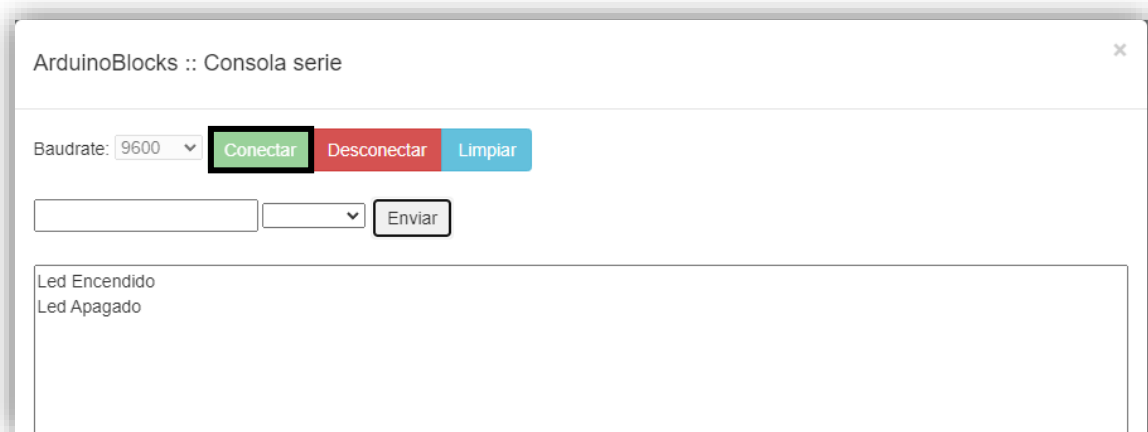 ArduinoBlocks :: Consola serie
×
Baudrate: 9600 Conectar Desconectar Limpiar
Enviar
Led Encendido
Led Apagado